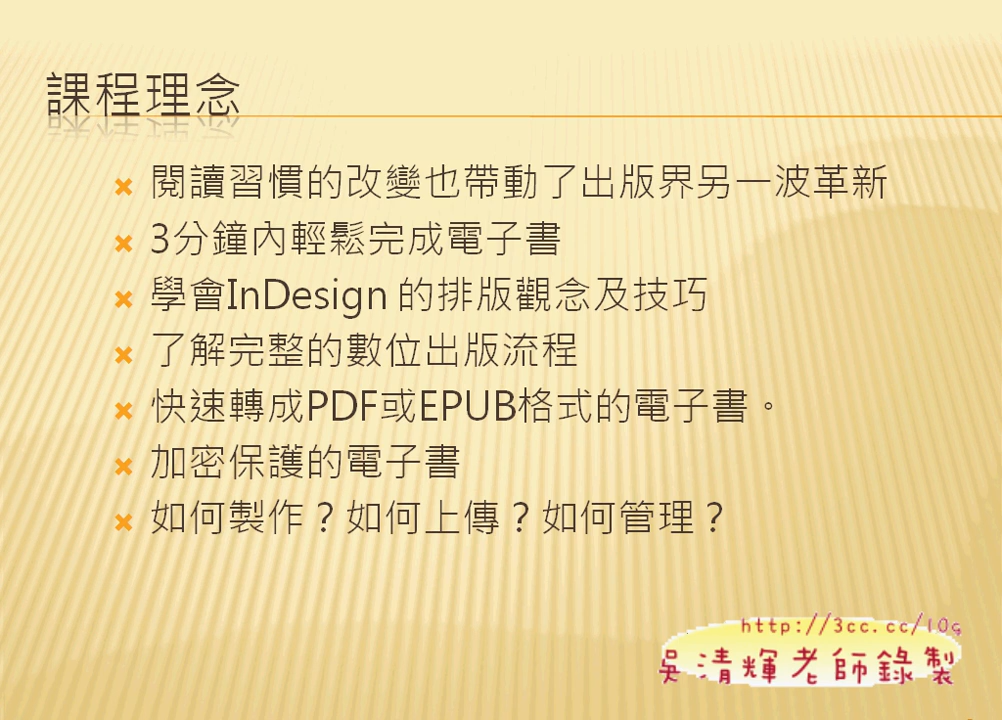 課程理念
閱讀習慣的改變也帶動了出版界另一波革新
3分鐘內輕鬆完成電子書
學會InDesign 的排版觀念及技巧
了解完整的數位出版流程
快速轉成PDF或EPUB格式的電子書。
加密保護的電子書
如何製作？如何上傳？如何管理？
http://3cc.cc/10g
吳清輝老師錄製